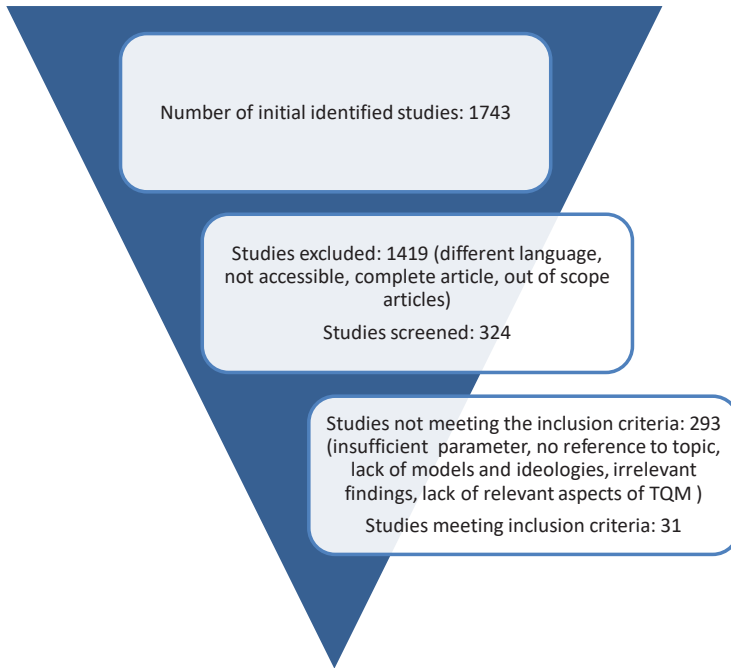 Number of initial identified studies: 1743
Studies excluded: 1419 (different language,
not accessible, complete article, out of scope
articles)
Studies screened: 324
Studies not meeting the inclusion criteria: 293
(insufficient parameter, no reference to topic,
lack of models and ideologies, irrelevant
findings, lack of relevant aspects of TQM )
Studies meeting inclusion criteria: 31